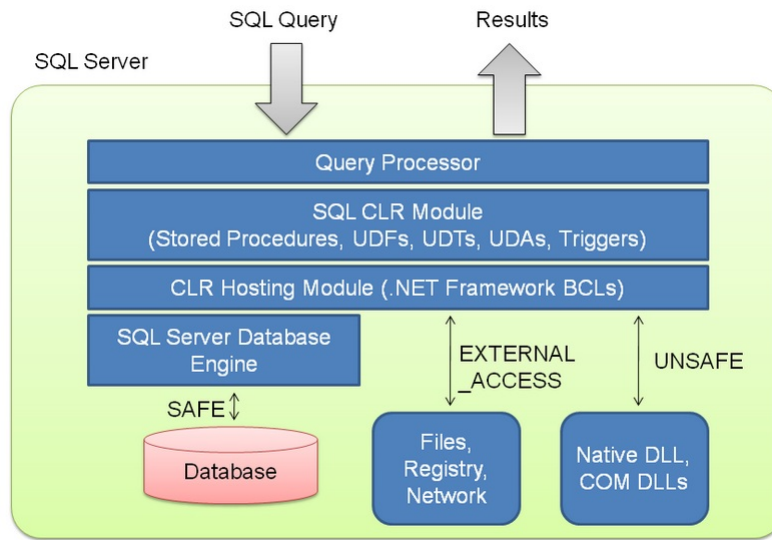 SQL Query
Results
SQL Server
Query Processor
SQL CLR Module
(Stored Procedures, UDFs, UDTs, UDAs, Triggers)
CLR Hosting Module (.NET Framework BCLs)
SQL Server Database
Engine
EXTERNAL
_ACCESS
UNSAFE
SAFE
Database
Files,
Registry,
Network
Native DLL,
COM DLLs